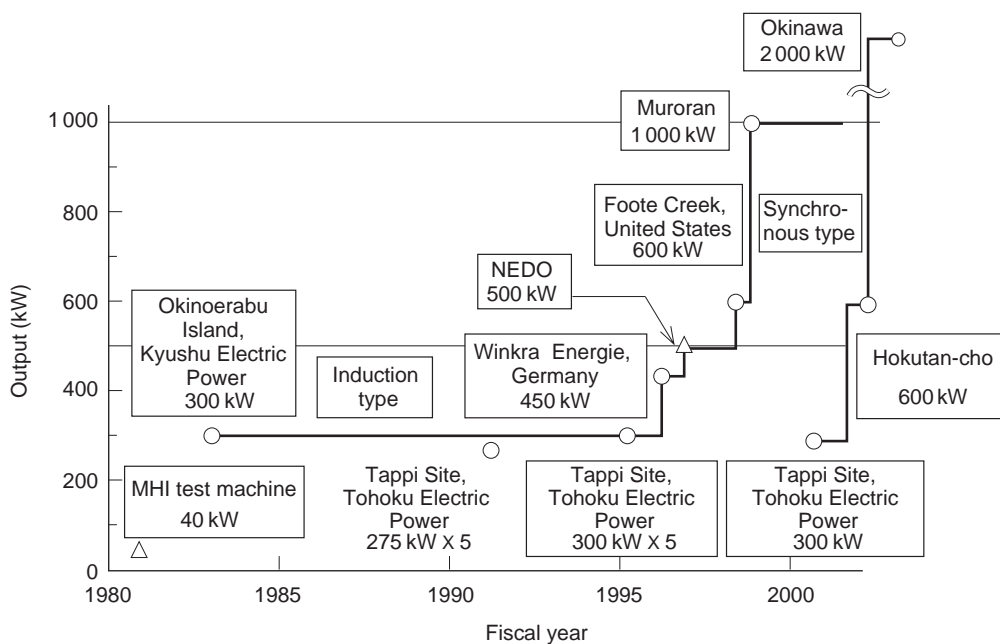 Okinawa
2 000 kW
Muroran
1 000 kW
Foote Creek,
United States
600 kW
Synchro-
nous type
NEDO
500 kW
Okinoerabu
Island,
Kyushu Electric
Power
300 kW
Induction
type
Winkra Energie,
Germany
450 kW
Hokutan-cho
600 kW
MHI test machine
40 kW
Tappi Site,
Tohoku Electric
Power
275 kW X 5
Tappi Site,
Tohoku Electric
Power
300 kW X 5
Tappi Site,
Tohoku Electric
Power
300 kW
Output (kW)
1 000
800
600
400
200
0
1980
1985
1990
1995
2000
Fiscal year